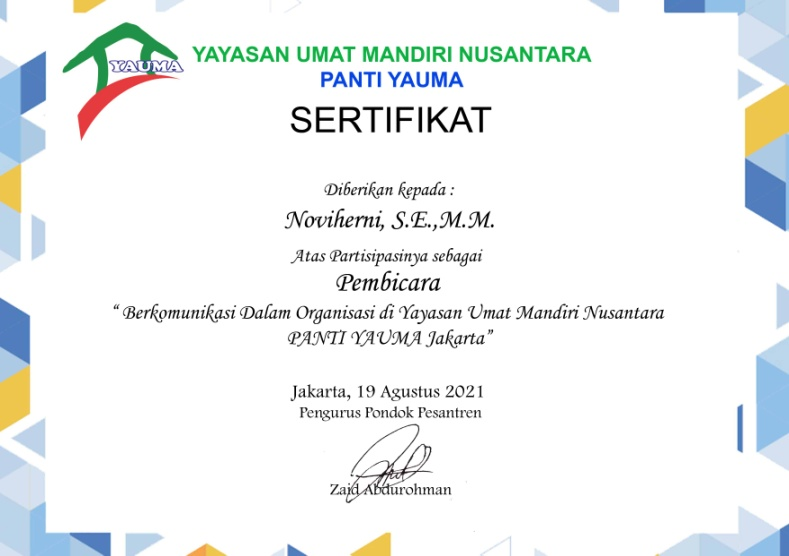 YAUMA
YAYASAN UMAT MANDIRI NUSANTARA
PANTI YAUMA
SERTIFIKAT
Diberikan kepada :
Noviherni, S.E.,M.M.
Atas Partisipasinya sebagai
Pembicara
“ Berkomunikasi Dalam Organisasi di Yayasan Umat Mandiri Nusantara
PANTI YAUMA Jakarta”
Jakarta, 19 Agustus 2021
Pengurus Pondok Pesantren
Zaid Abdurohman